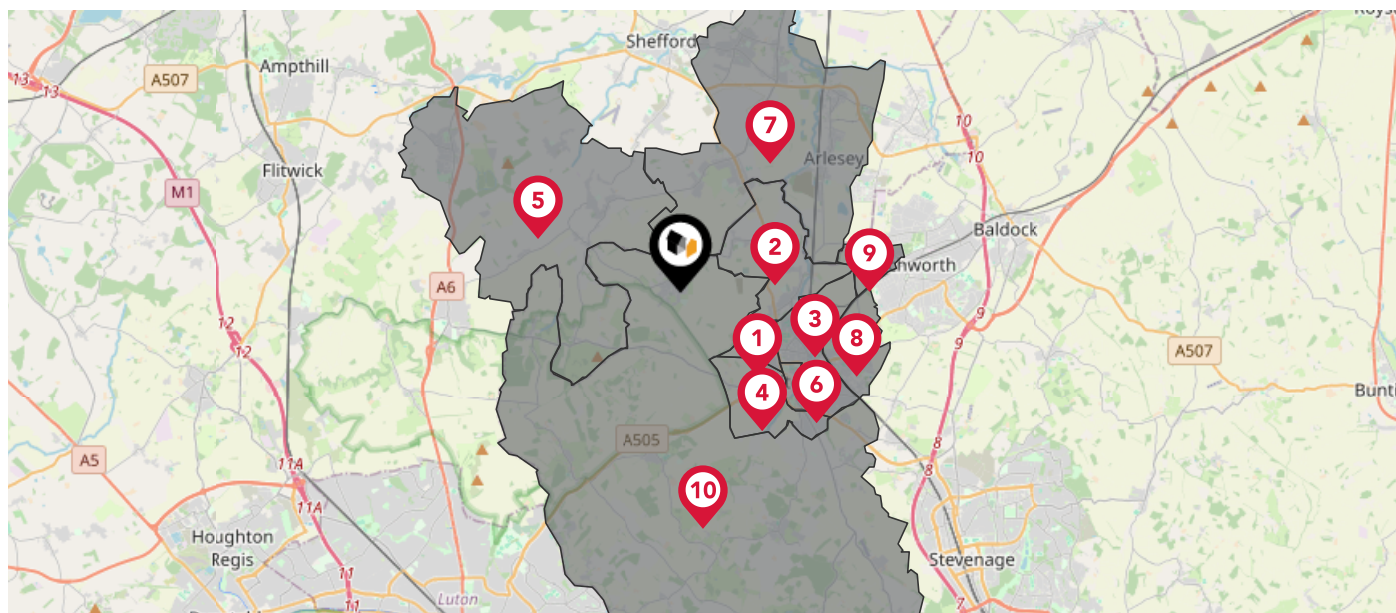 Roys
Shefford
Ampthill
A507
13
13
10
7
10
Arlesey
Flitwick
M1
5
2
9
Baldock
nworth
A6
12
12
3
9
9
1
8
A507
4
6
Bunti
A505
8
8
A5
11A
11A
10
Houghton
Regis
Stevenage
11
11
Luton
7